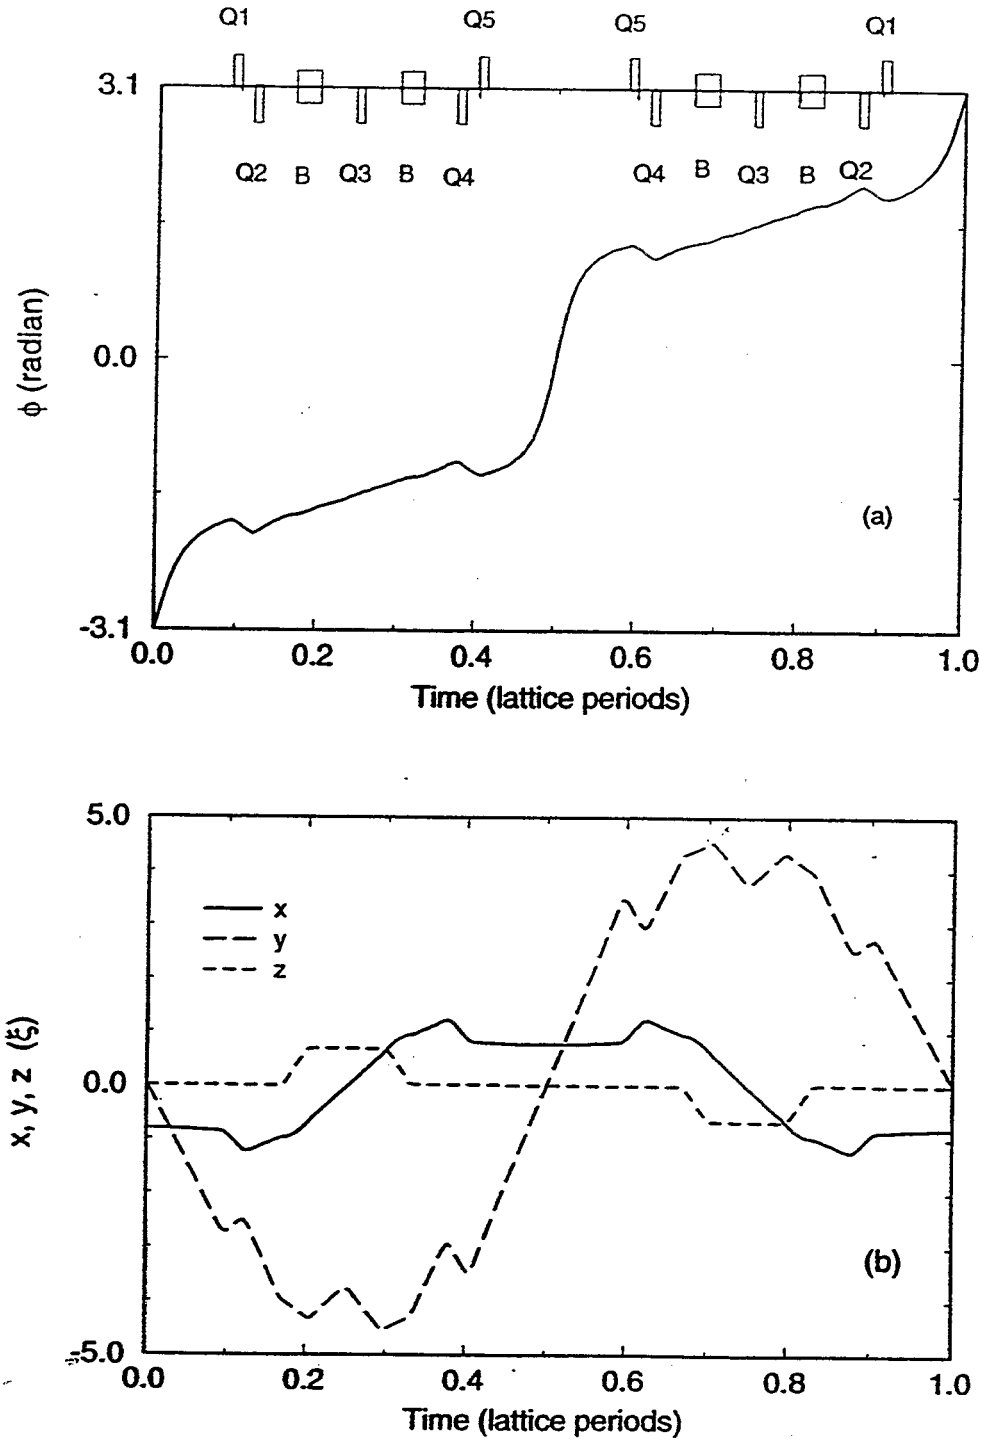 Q1 Q5 Q5 Q1
3.1
Q2 B Q3 B Q4 Q4 B Q3 B Q2
ϕ (radian)
0.0
(a)
-3.1
0.0 0.2 0.4 0.6 0.8 1.0
Time (lattice periods)
5.0
x
y
z
x, y, z (ξ)
0.0
(b)
-5.0
0.0 0.2 0.4 0.6 0.8 1.0
Time (lattice periods)